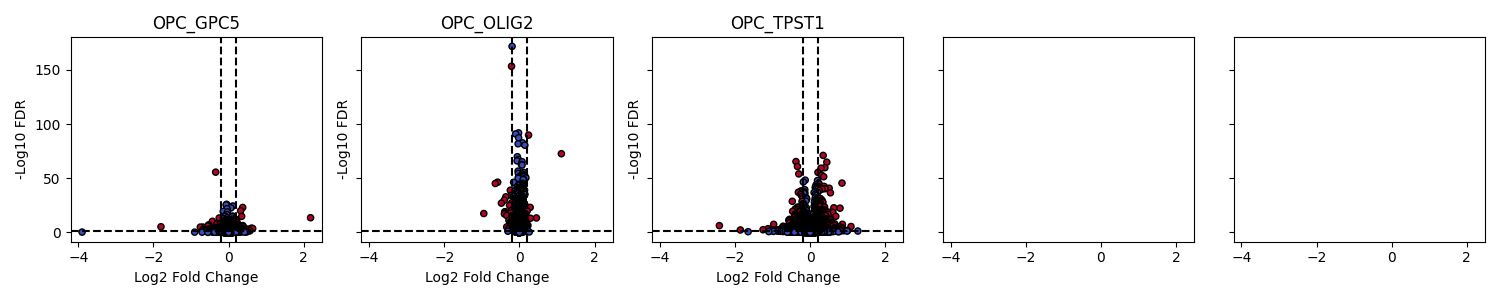 OPC_GPC5
OPC_OLIG2
OPC_TPST1
150
100
50
0
-Log10 FDR
-Log10 FDR
-Log10 FDR
−4 −2 0 2
−4 −2 0 2
−4 −2 0 2
−4 −2 0 2
−4 −2 0 2
Log2 Fold Change
Log2 Fold Change
Log2 Fold Change